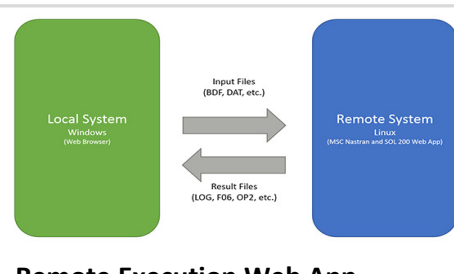 Local System
Windows
(Web Browser)
Input Files
(BDF, DAT, etc.)
Result Files
(LOG, F06, OP2, etc.)
Remote System
Linux
(MSC Nastran and SOL 200 Web App)
Remote Execution Web App